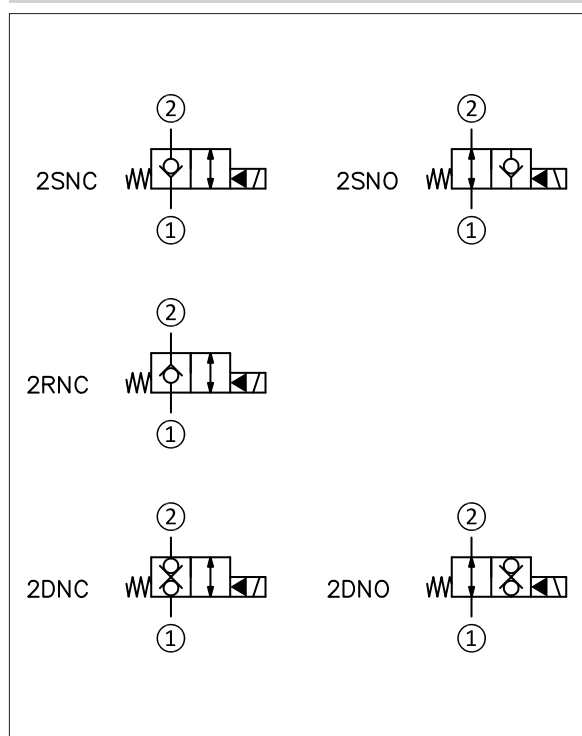 ② ②
2SNC 2SNO
① ①
②
2RNC
①
② ②
2DNC 2DNO
① ①